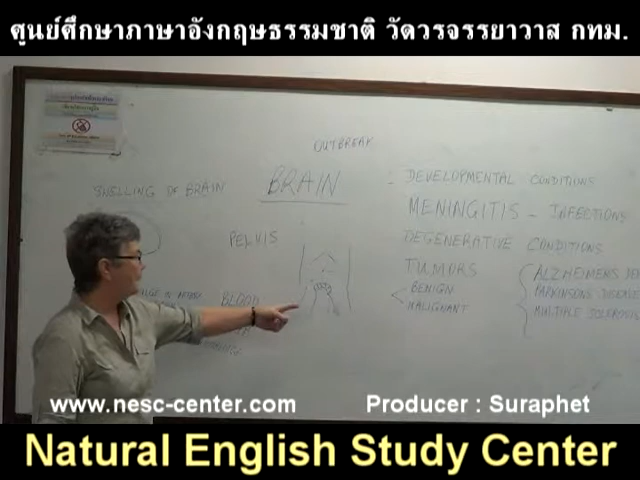 ศูนย์ศึกษาภาษาอังกฤษธรรมชาติ วัดวรจรรยาวาส กทม.
OUTBREAK
SWELLING OF BRAIN
BRAIN
- DEVELOPMENTAL CONDITIONS
MENINGITIS - INFECTIONS
PELVIS
DEGENERATIVE CONDITIONS
TUMORS
BENIGN
MALIGNANT
ALZHEIMERS
PARKINSONS DISEASE
MULTIPLE
BLOOD
www.nesc-center.com
Producer : Suraphet
Natural English Study Center